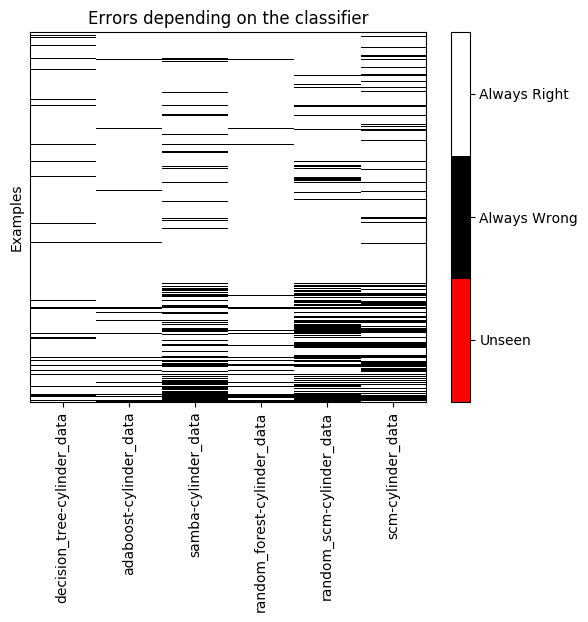 Errors depending on the classifier
Examples
decision_tree-cylinder_data
adaboost-cylinder_data
samba-cylinder_data
random_forest-cylinder_data
random_scm-cylinder_data
scm-cylinder_data
Always Right
Always Wrong
Unseen